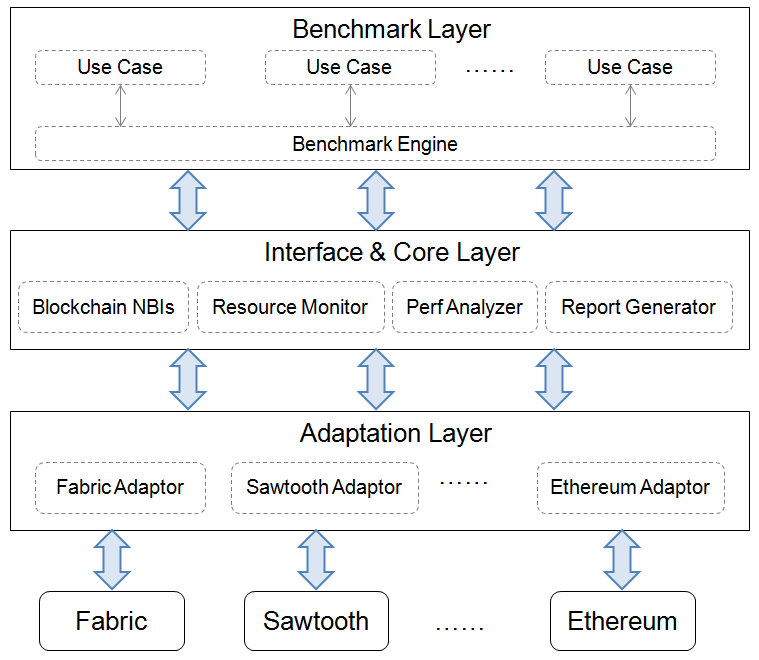 Benchmark Layer
Use Case Use Case ...... Use Case
Benchmark Engine
Interface & Core Layer
Blockchain NBIs Resource Monitor Perf Analyzer Report Generator
Adaptation Layer
Fabric Adaptor Sawtooth Adaptor ...... Ethereum Adaptor
Fabric Sawtooth ...... Ethereum